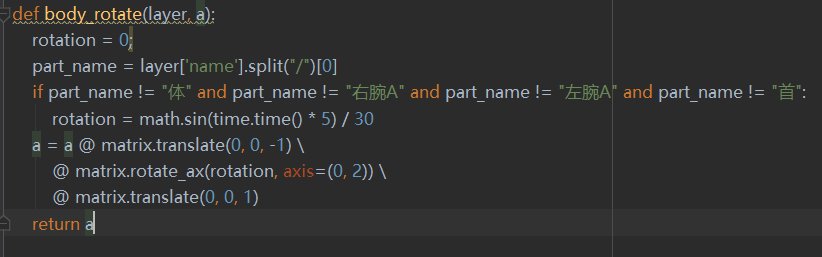 def body_rotate(layer, a):
    rotation = 0;
    part_name = layer['name'].split("/")[0]
    if part_name != "体" and part_name != "右腕A" and part_name != "左腕A" and part_name != "首":
        rotation = math.sin(time.time() * 5) / 30
    a = a @ matrix.translate(0, 0, -1) \
        @ matrix.rotate_ax(rotation, axis=(0, 2)) \
        @ matrix.translate(0, 0, 1)
    return a